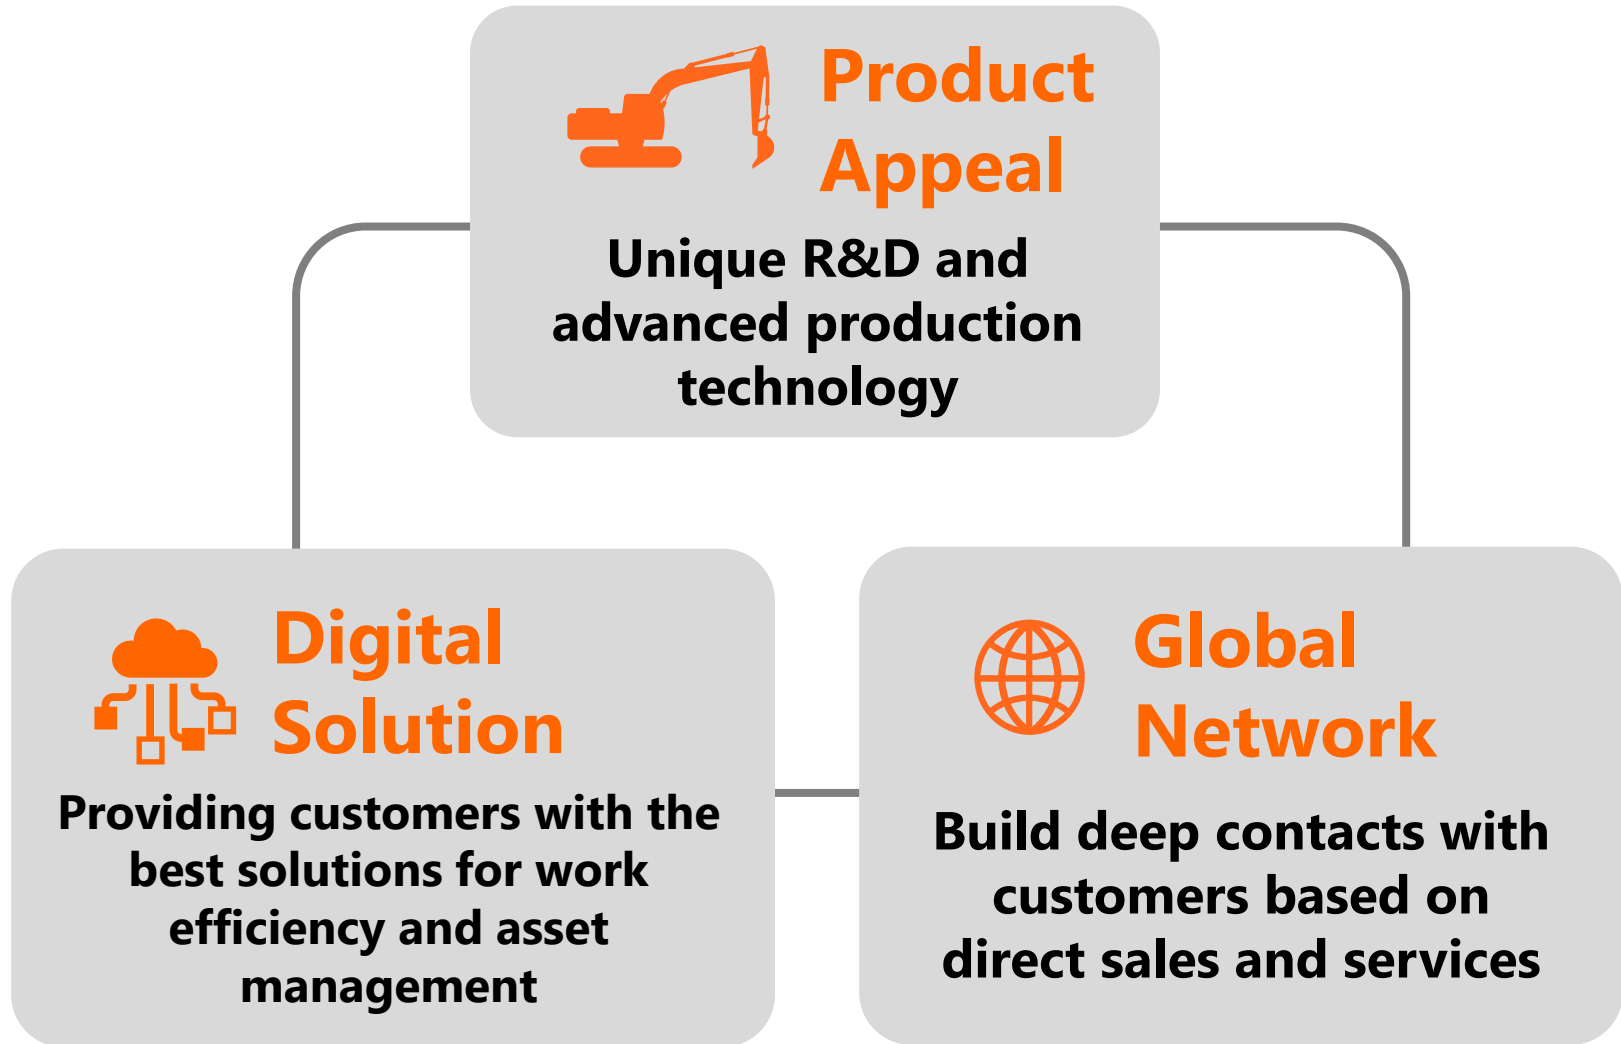 Product
Appeal
Unique R&D and
advanced production
technology
Digital
Solution
Providing customers with the
best solutions for work
efficiency and asset
management
Global
Network
Build deep contacts with
customers based on
direct sales and services